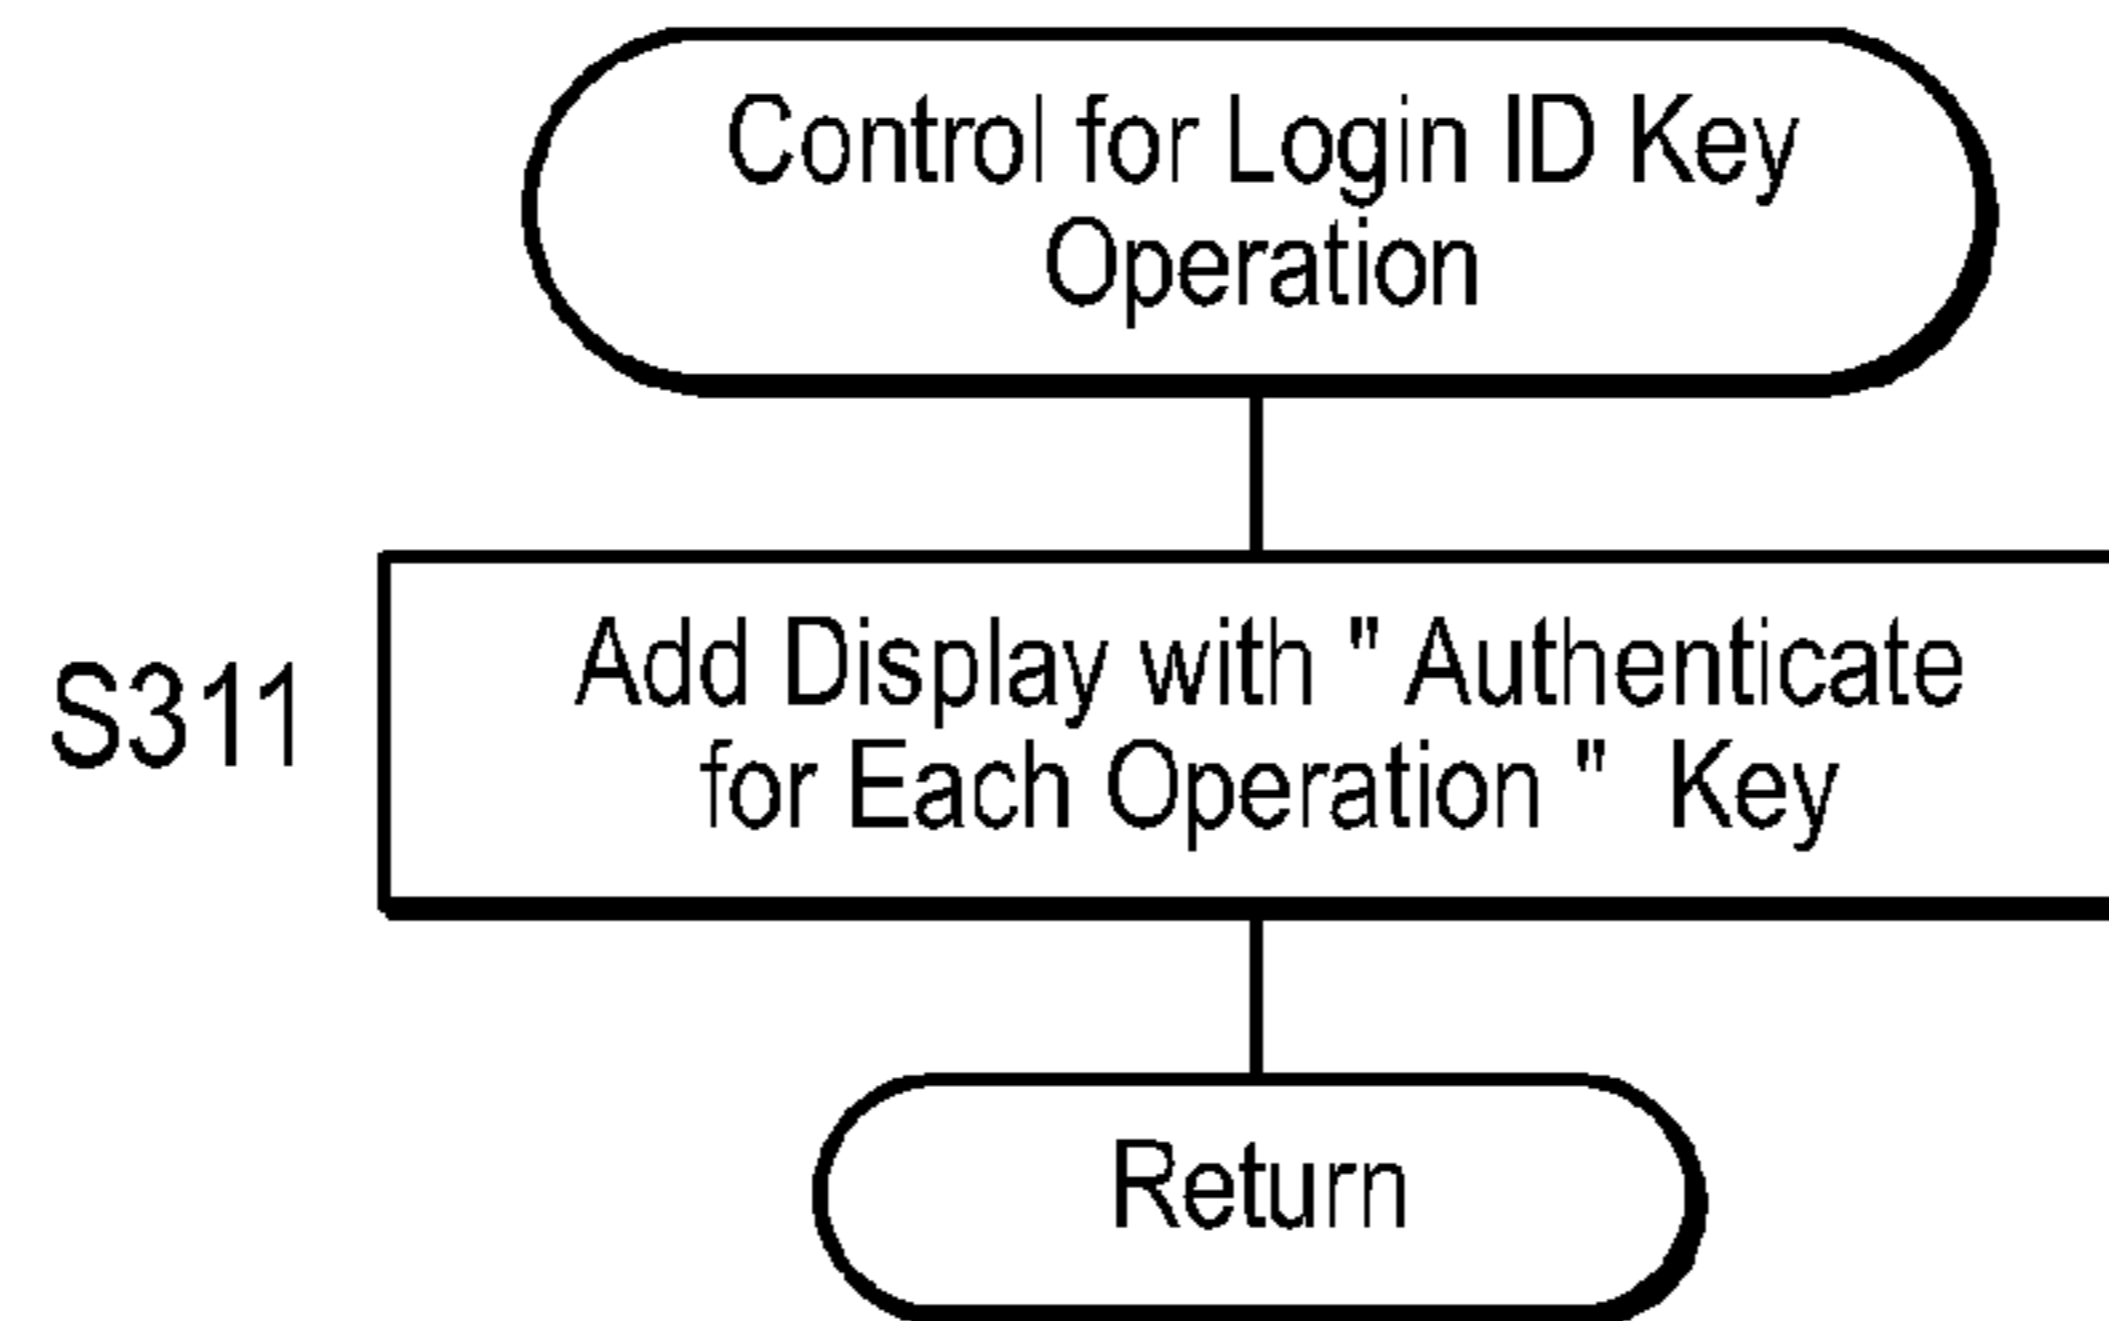 Control for Login ID Key
Operation
S311
Add Display with " Authenticate
for Each Operation " Key
Return